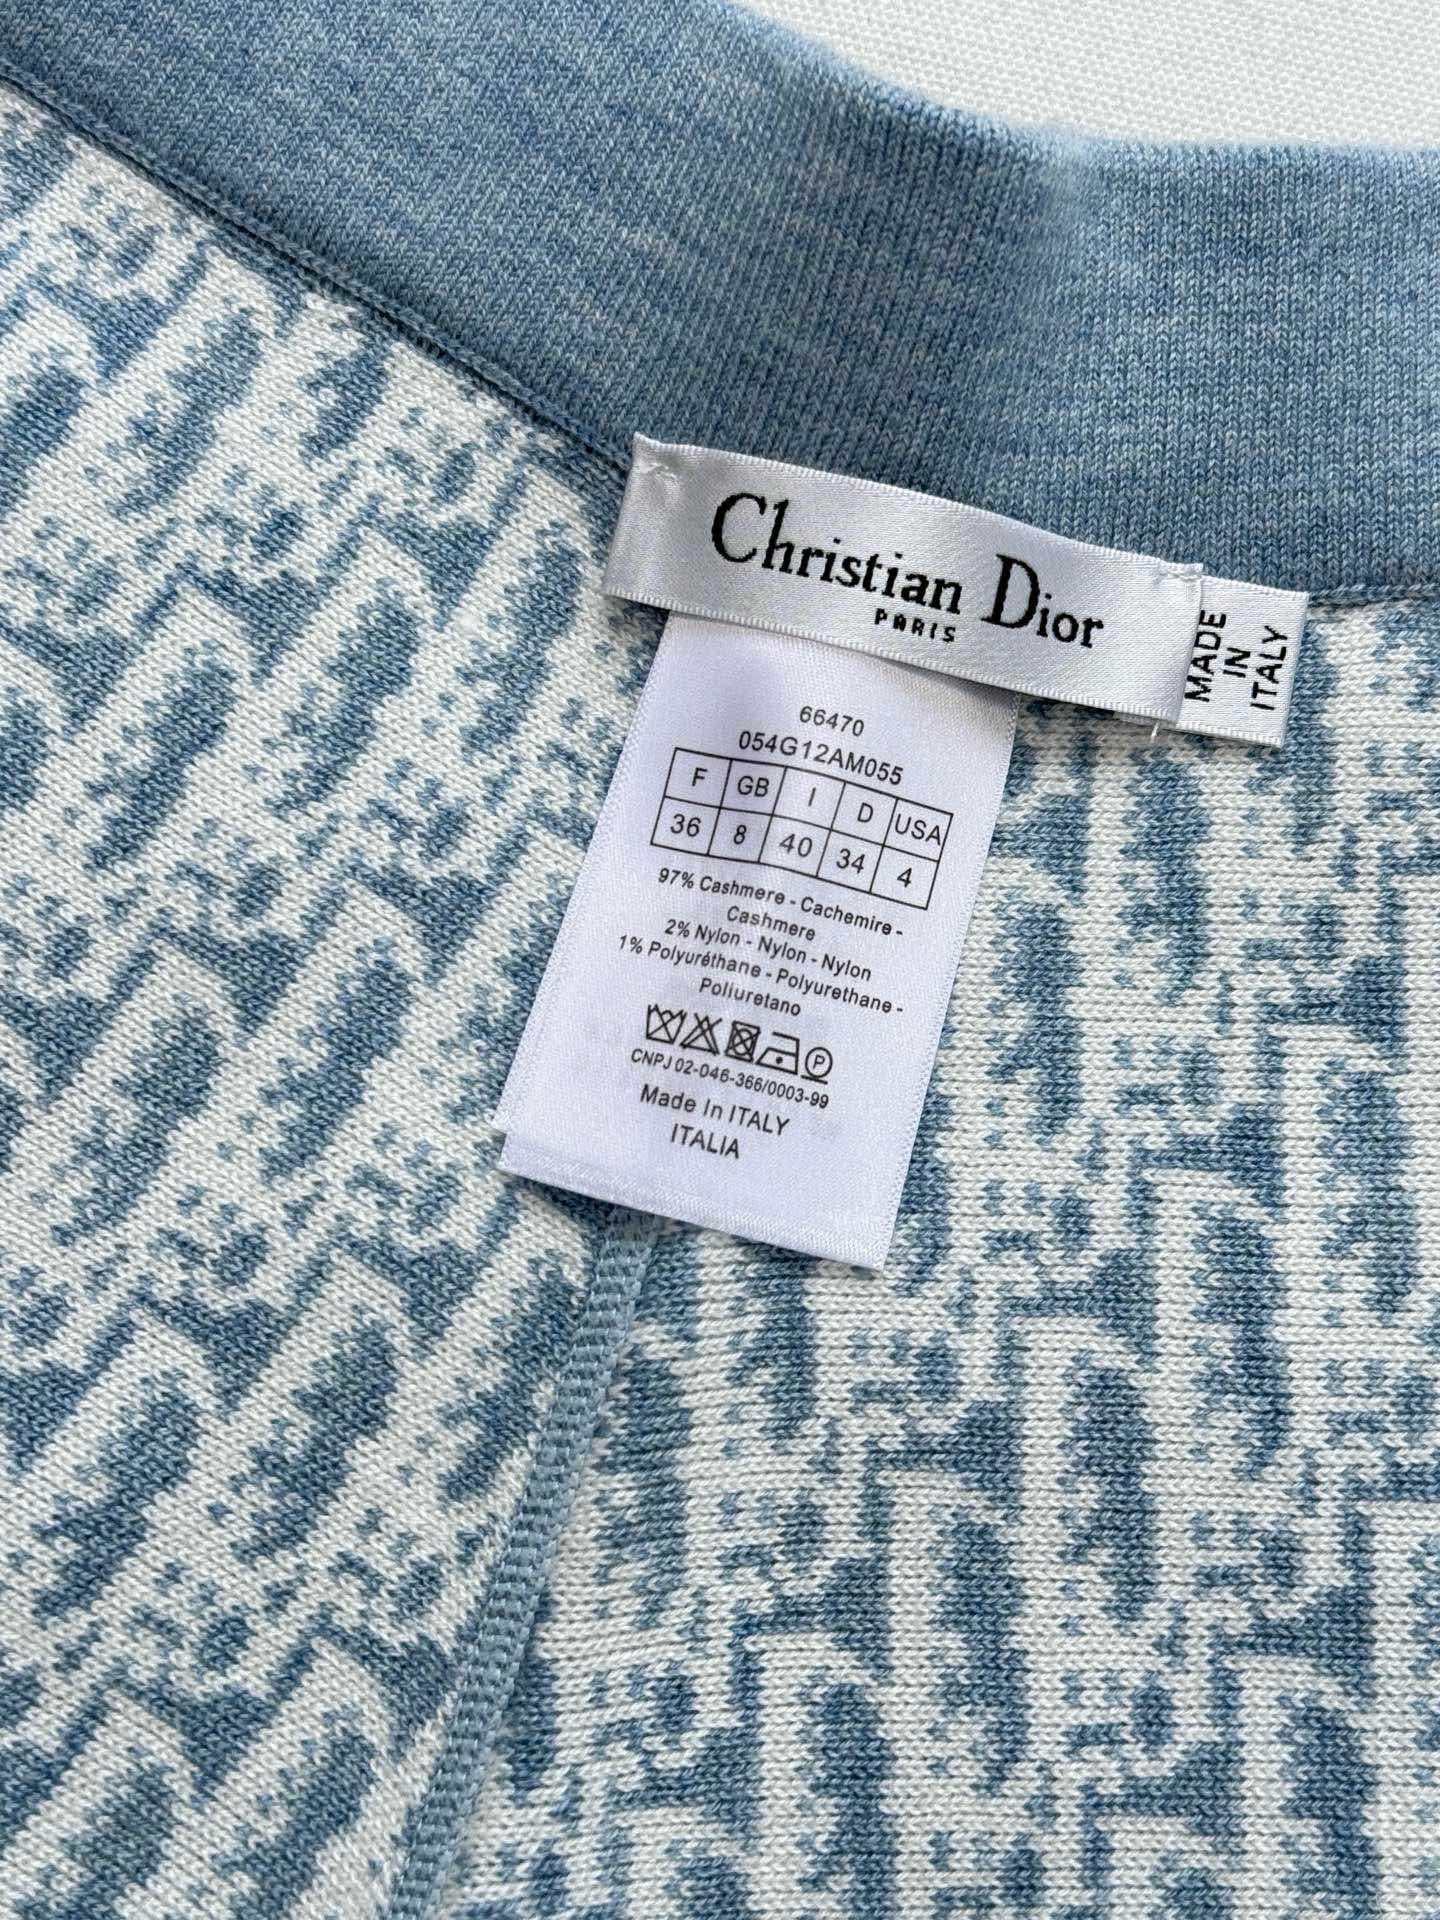 Christian Dior
PARIS
MADE
IN
ITALY
66470
054G12AM055
F GB I D USA
36 8 40 34 4
97% Cashmere - Cachemire -
Cashmere
2% Nylon - Nylon - Nylon
1% Polyuréthane - Polyurethane -
Poliuretano
P
CNPJ 02-046-366/0003-99
Made In ITALY
ITALIA